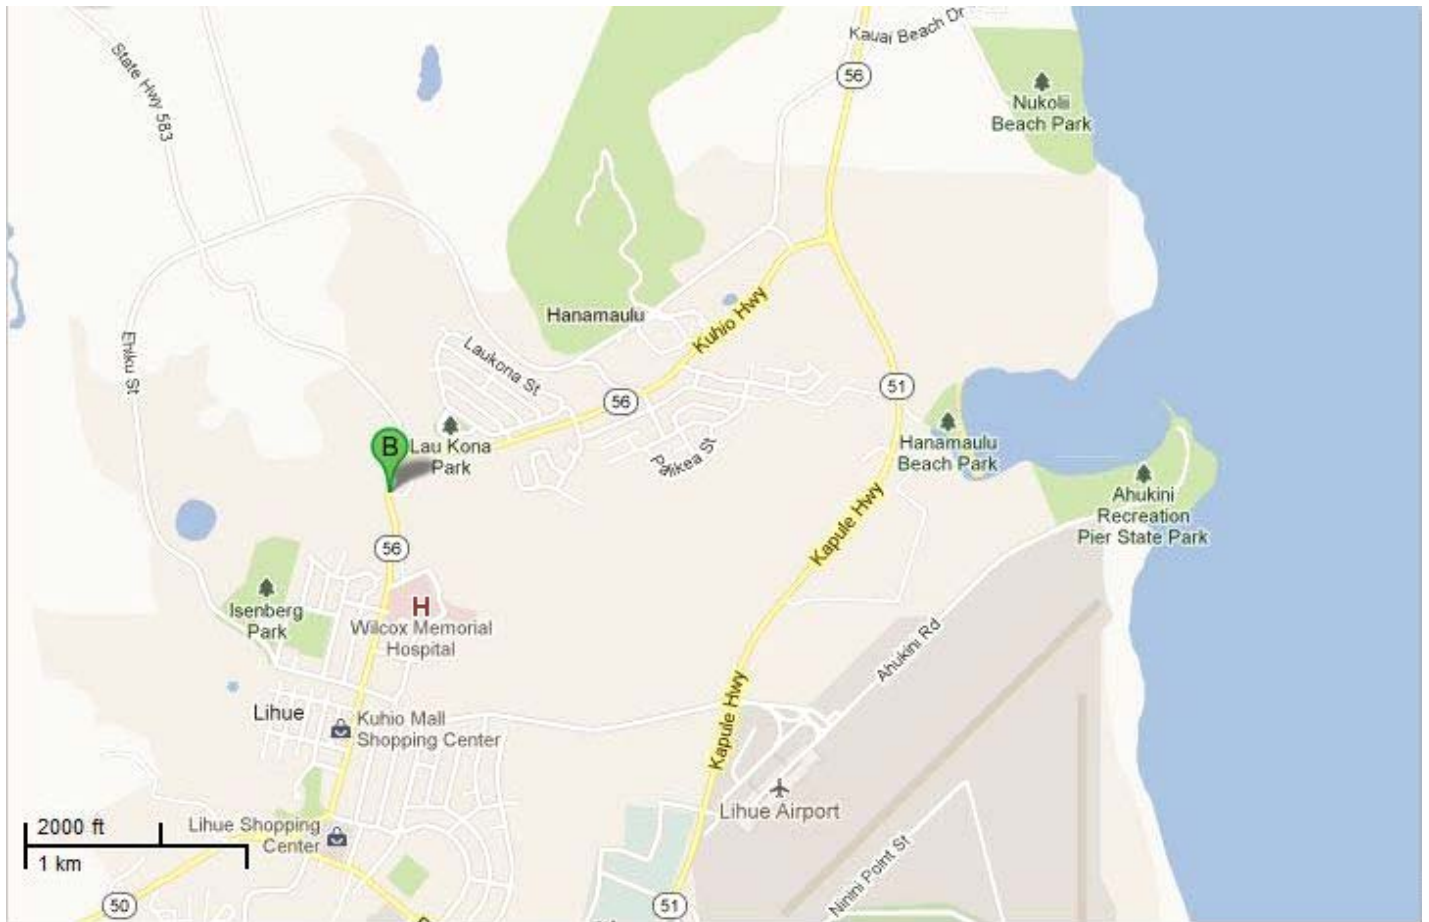 Kauai Beach Dr
State Hwy 583
56
Nukolii
Beach Park
Hanamaulu
Kuhio Hwy
Ehiku St
Laukona St
51
56
B
Lau Kona
Park
Hanamaulu
Beach Park
Palikea St
Ahukini
Recreation
Pier State Park
Kapule Hwy
56
Isenberg
Park
H
Wilcox Memorial
Hospital
Ahukini Rd
Lihue
Kuhio Mall
Shopping Center
Kapule Hwy
Lihue Airport
2000 ft
1 km
Lihue Shopping
Center
Ninini Point St
50
51